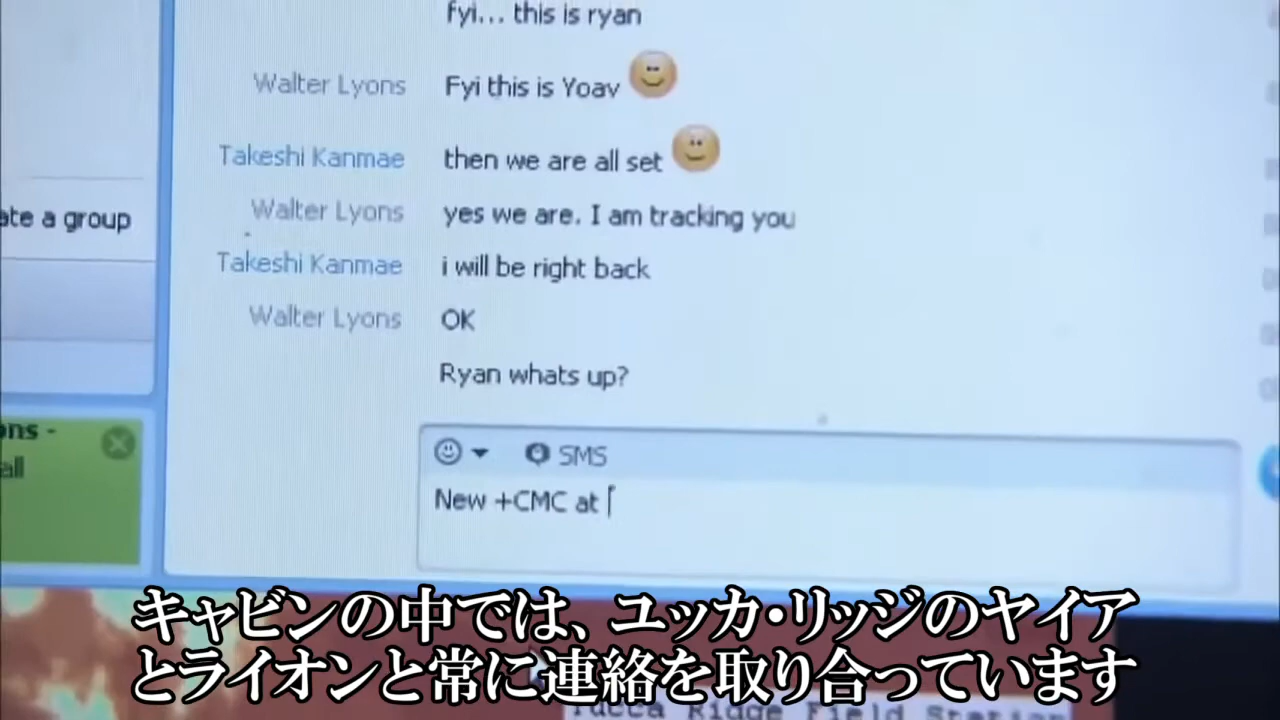 fyi... this is ryan
Walter Lyons Fyi this is Yoav
Takeshi Kanmae then we are all set
Walter Lyons yes we are. I am tracking you
ate a group
Takeshi Kanmae i will be right back
Walter Lyons OK
Ryan whats up?
ons -
all
SMS
New +CMC at
キャビンの中では、ユッカ・リッジのヤイア
とライオンと常に連絡を取り合っています
Yucca Ridge Field Station